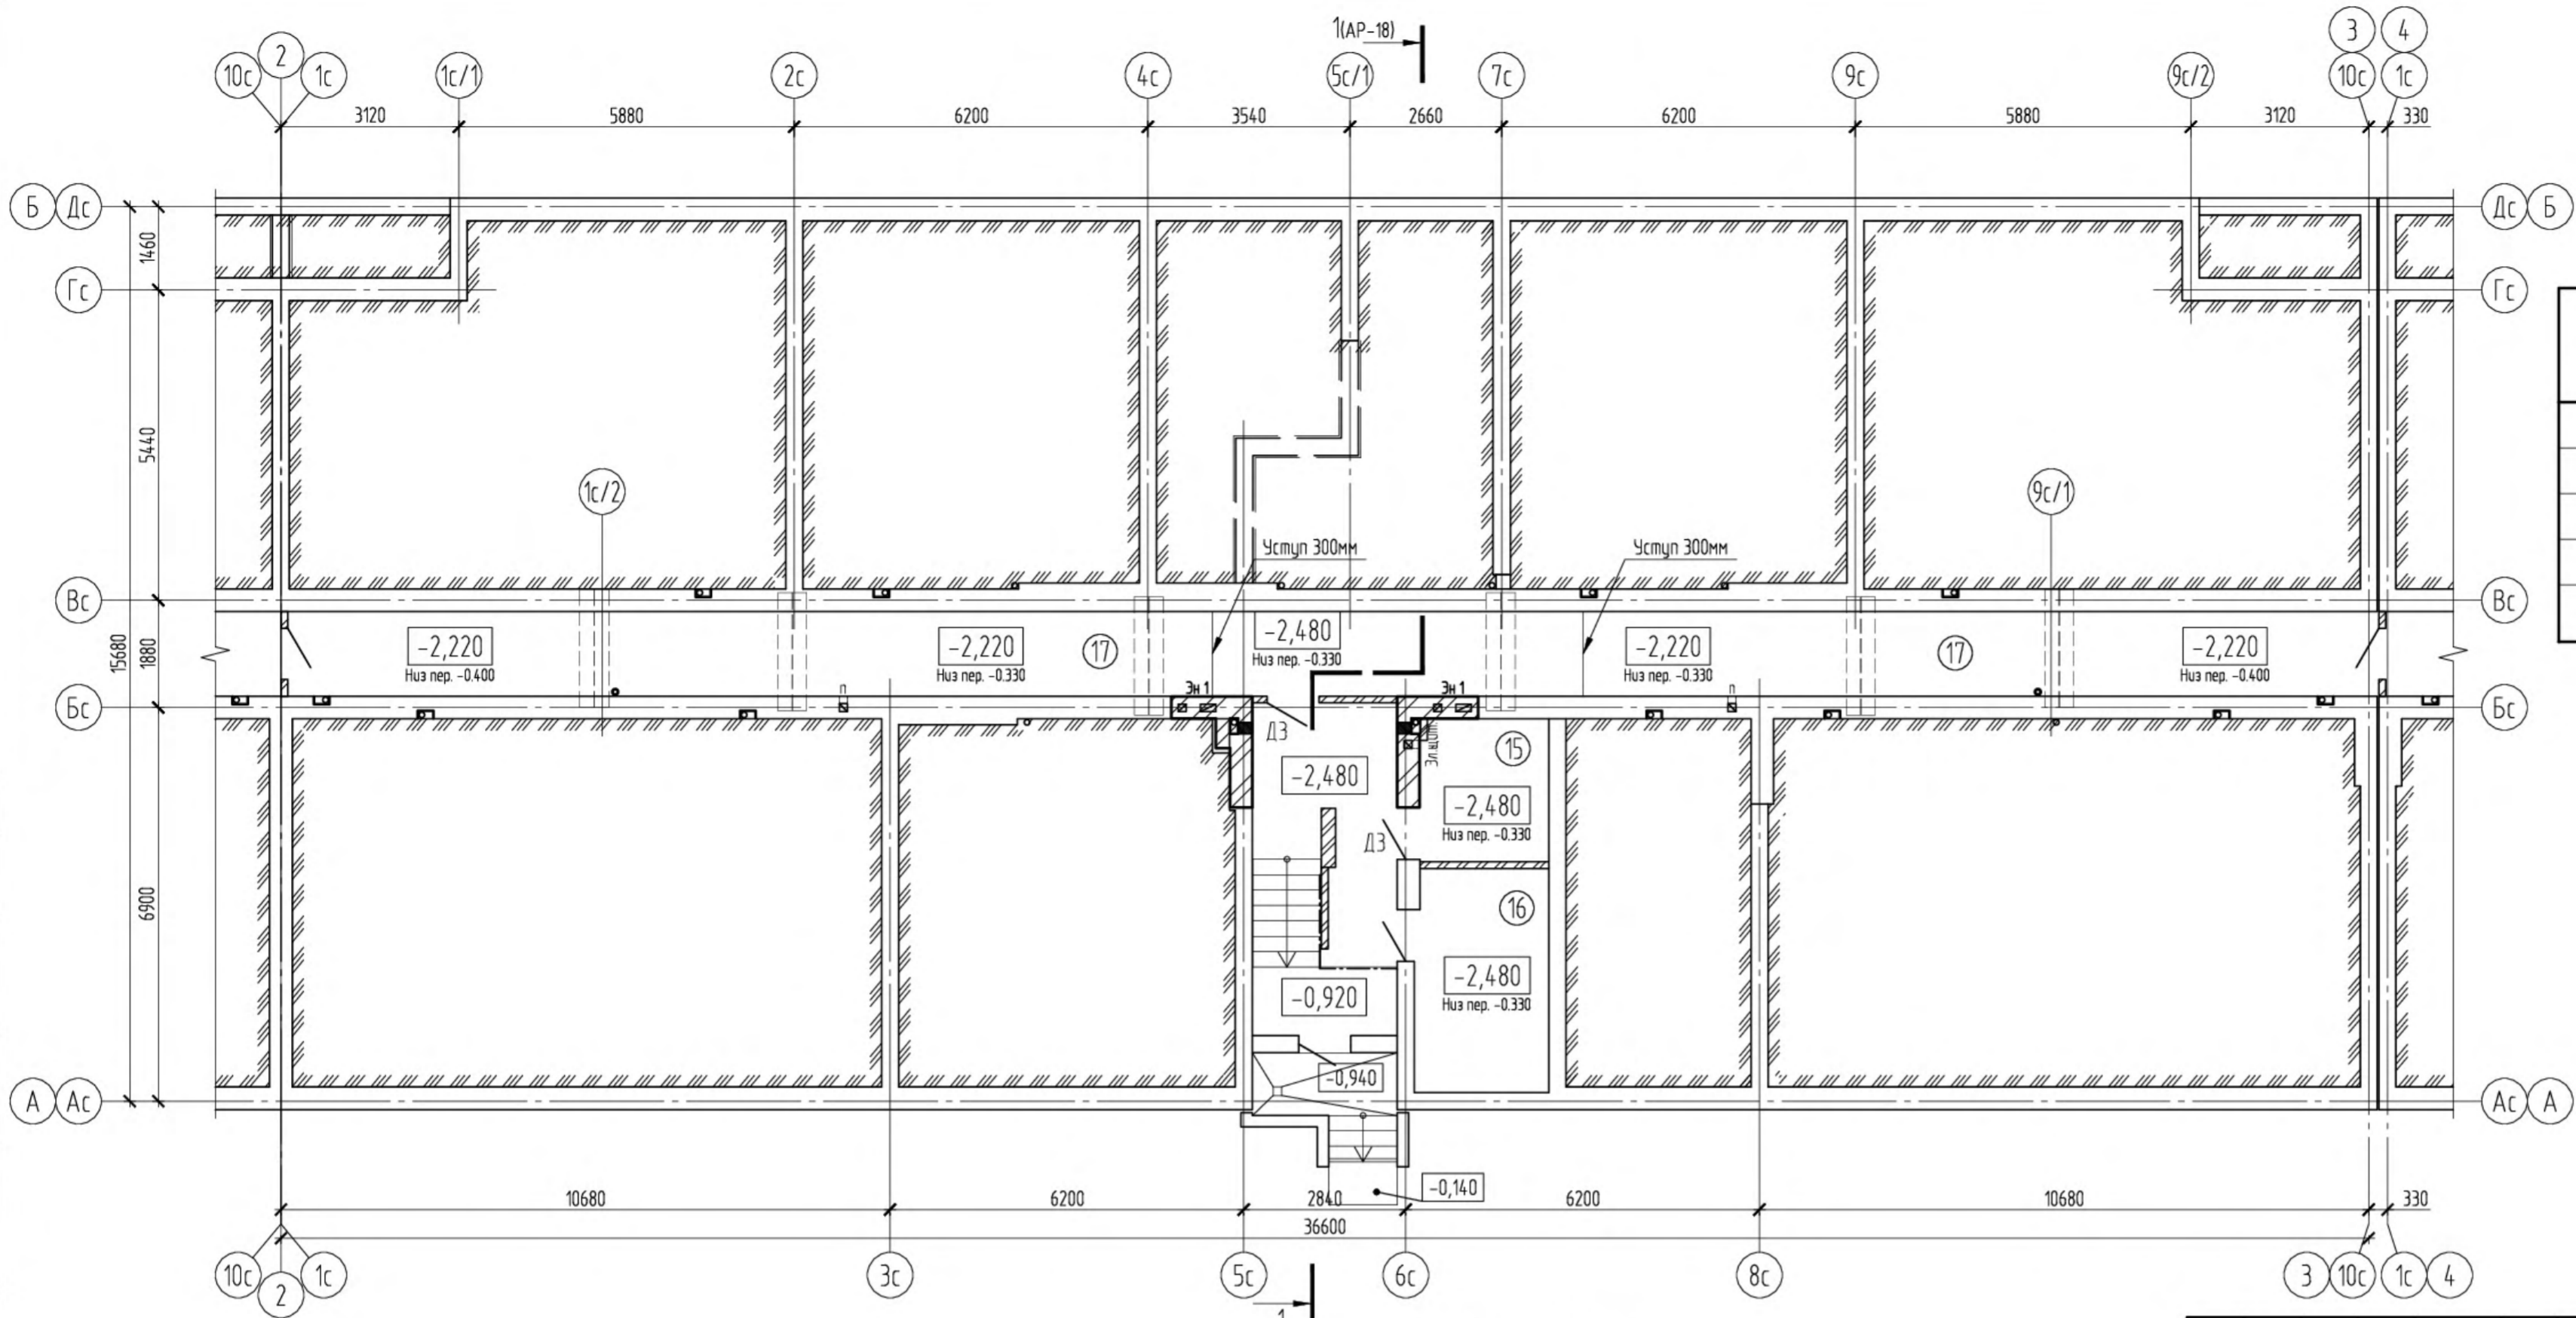 1(АР-18)
2
10с
1с
1с/1
2с
4с
5с/1
7с
9с
9с/2
3
4
10с
1с
3120
5880
6200
3540
2660
6200
5880
3120
330
Б
Дс
Дс
Б
1460
Гс
Гс
5440
1с/2
9с/1
Уступ 300мм
Уступ 300мм
Вс
Вс
15680
1880
-2,220
Низ пер. -0.400
-2,220
Низ пер. -0.330
17
-2,480
Низ пер. -0.330
-2,220
Низ пер. -0.330
17
-2,220
Низ пер. -0.400
Бс
Бс
П
Зн 1
Зн 1
П
ДЗ
15
-2,480
-2,480
Низ пер. -0.330
ДЗ
6900
16
-2,480
Низ пер. -0.330
-0,920
-0,940
А
Ас
Ас
А
-0,140
10680
6200
2840
6200
10680
330
36600
10с
1с
2
3с
5с
6с
8с
3
10с
1с
4
1